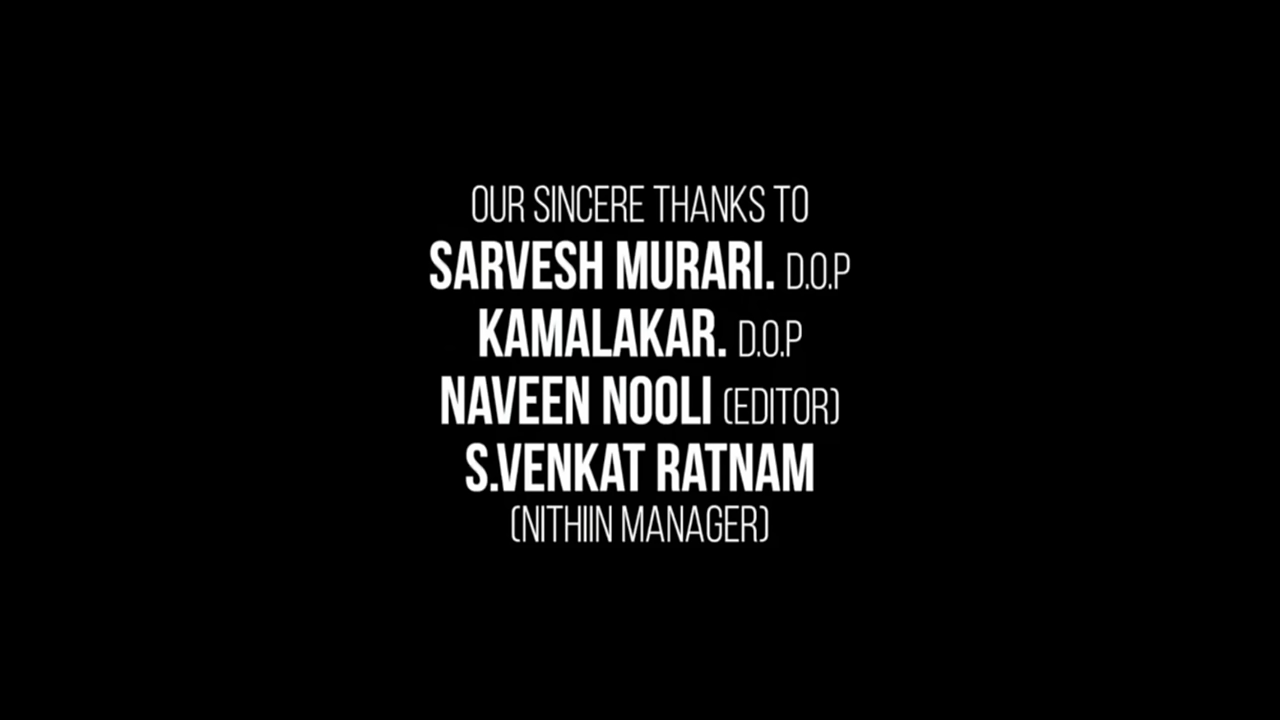 OUR SINCERE THANKS TO
SARVESH MURARI. D.O.P
KAMALAKAR. D.O.P
NAVEEN NOOLI (EDITOR)
S.VENKAT RATNAM
(NITHIIN MANAGER)